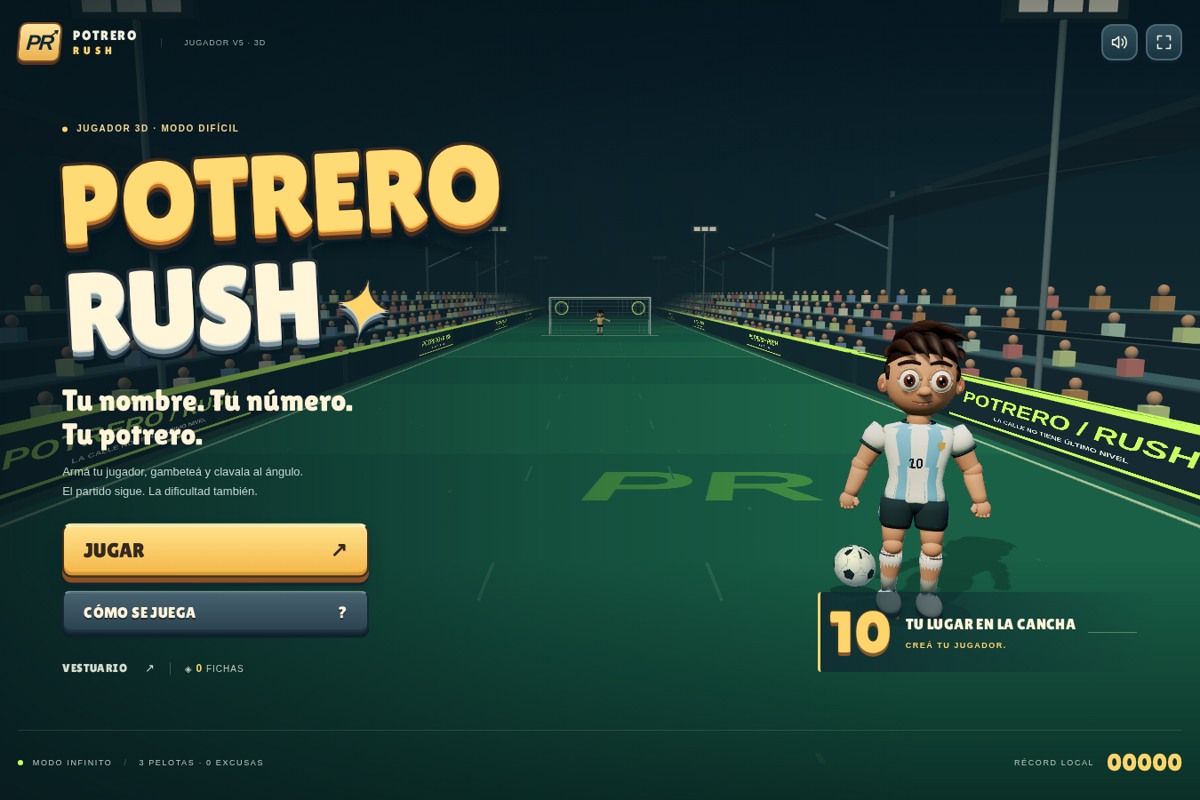 PR
POTRERO
RUSH
JUGADOR V5 · 3D
JUGADOR 3D · MODO DIFÍCIL
POTRERO
RUSH
Tu nombre. Tu número.
Tu potrero.
Armá tu jugador, gambeteá y clavala al ángulo.
El partido sigue. La dificultad también.
JUGAR ↗
CÓMO SE JUEGA ?
VESTUARIO ↗
0 FICHAS
POTRERO / RUSH
LA CALLE NO TIENE ÚLTIMO NIVEL
10
PR
10
TU LUGAR EN LA CANCHA
CREÁ TU JUGADOR.
MODO INFINITO / 3 PELOTAS · 0 EXCUSAS
RÉCORD LOCAL 00000